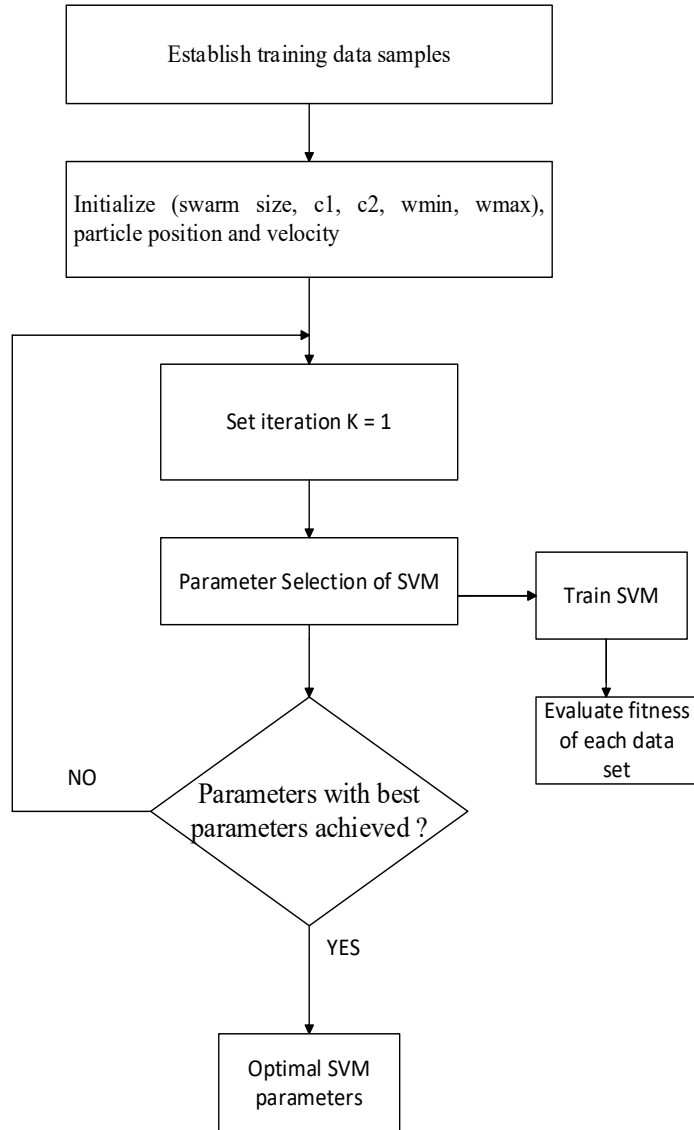 Establish training data samples
Initialize (swarm size, c1, c2, wmin, wmax),
particle position and velocity
Set iteration K = 1
Parameter Selection of SVM
Train SVM
Evaluate fitness
of each data
set
NO
Parameters with best
parameters achieved ?
YES
Optimal SVM
parameters